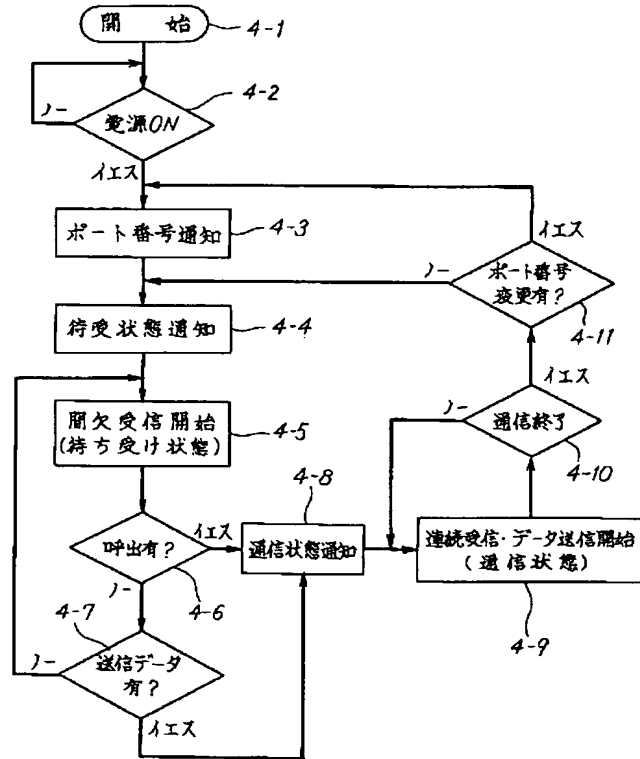 開　始
4-1
4-2
ノー
電源ON
イエス
ポート番号通知
4-3
待受状態通知
4-4
間欠受信開始
(待ち受け状態)
4-5
呼出有?
イエス
4-6
ノー
4-7
送信データ
有?
ノー
イエス
4-8
通信状態通知
連続受信・データ送信開始
(通信状態)
4-9
通信終了
ノー
イエス
4-10
ポート番号
変更有?
ノー
イエス
4-11